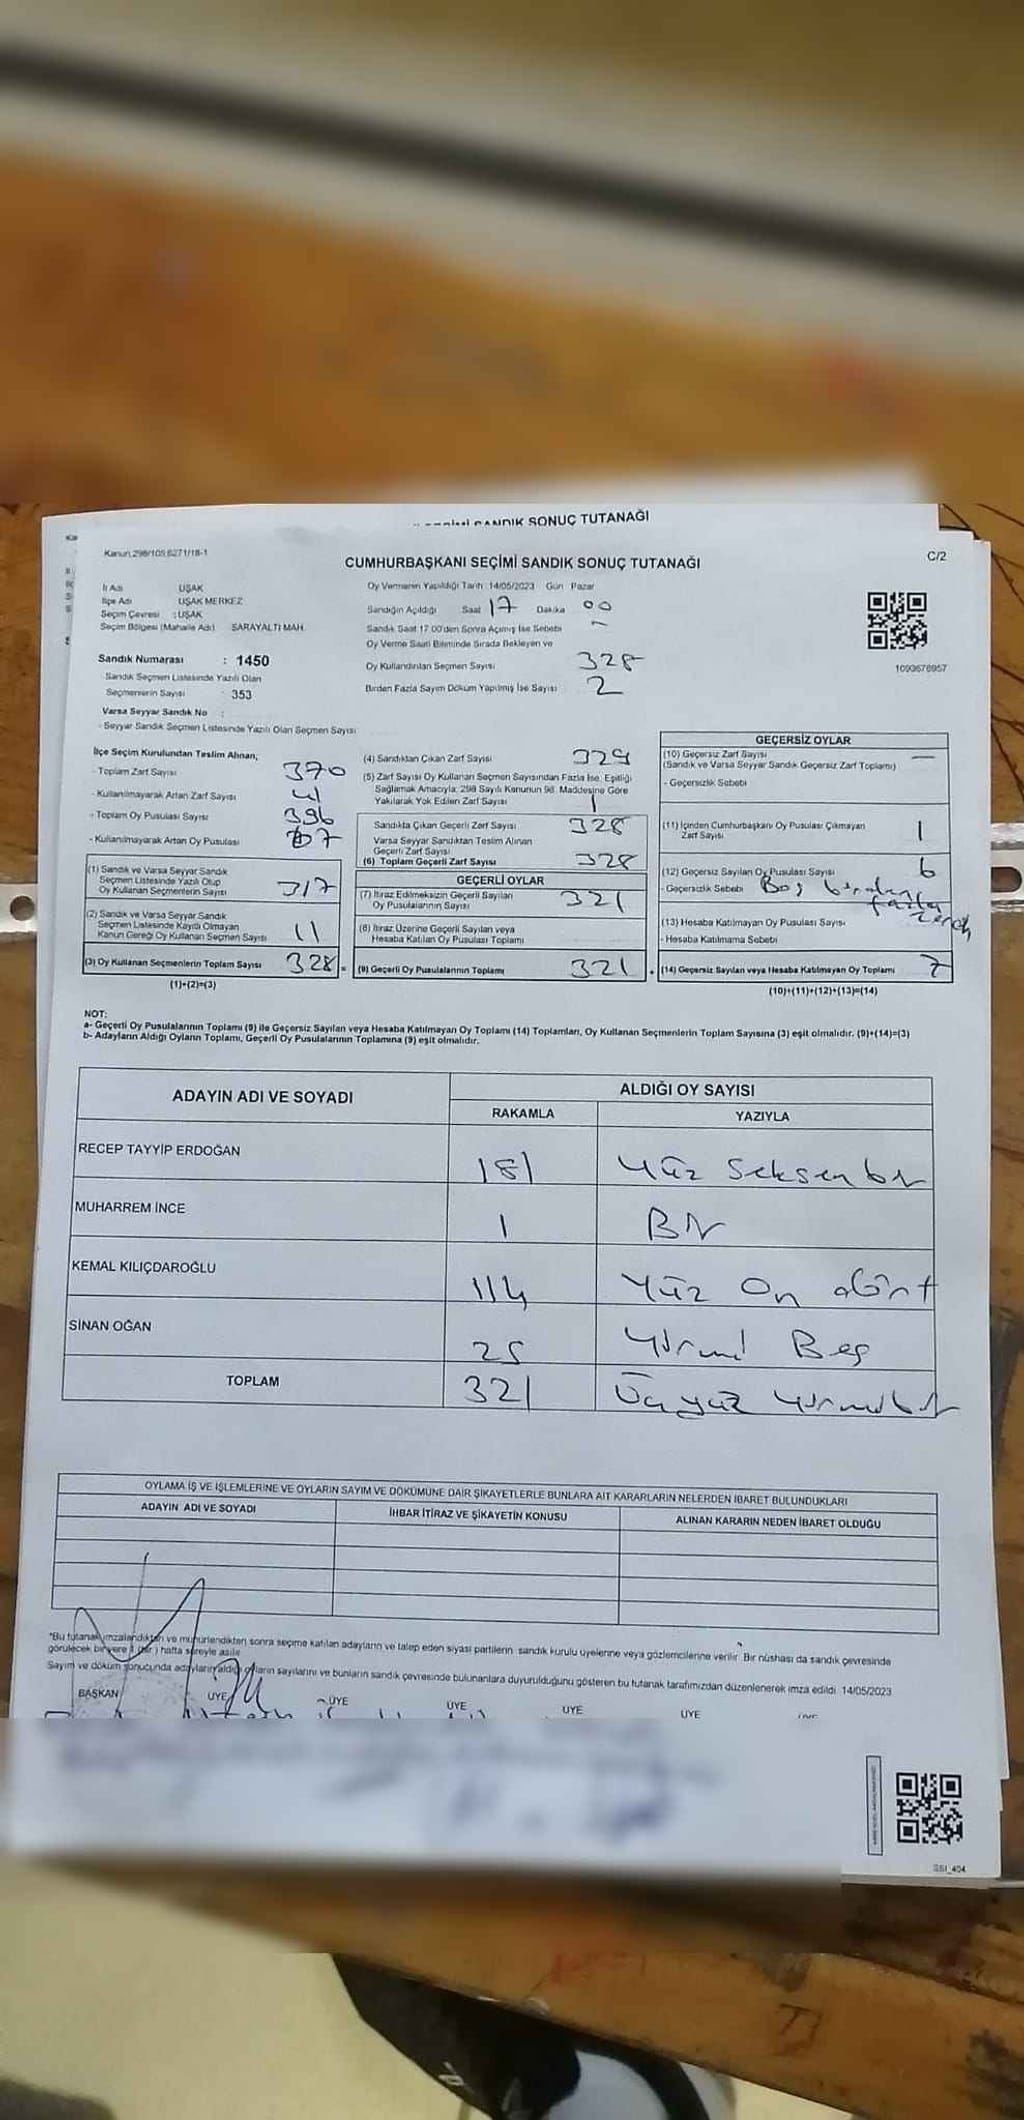 SANDIK SONUÇ TUTANAĞI
Kanun:298/105,6271/18-1
C/2
CUMHURBAŞKANI SEÇİMİ SANDIK SONUÇ TUTANAĞI
İl Adı UŞAK
İlçe Adı UŞAK MERKEZ
Seçim Çevresi : UŞAK
Seçim Bölgesi (Mahalle Adı) SARAYALTI MAH.
Sandık Numarası : 1450
Sandık Seçmen Listesinde Yazılı Olan
Seçmenlerin Sayısı : 353
Varsa Seyyar Sandık No :
- Seyyar Sandık Seçmen Listesinde Yazılı Olan Seçmen Sayısı
Oy Vermenin Yapıldığı Tarih :14/05/2023 Gün Pazar
Sandığın Açıldığı Saat 17 Dakika 00
Sandık Saat 17.00'den Sonra Açılmış İse Sebebi -
Oy Verme Saati Bitiminde Sırada Bekleyen ve
Oy Kullandırılan Seçmen Sayısı 328
Birden Fazla Sayım Döküm Yapılmış İse Sayısı : 2
1093676957
İlçe Seçim Kurulundan Teslim Alınan;
- Toplam Zarf Sayısı 370
- Kullanılmayarak Artan Zarf Sayısı 41
- Toplam Oy Pusulası Sayısı 396
- Kullanılmayarak Artan Oy Pusulası
(1) Sandık ve Varsa Seyyar Sandık
Seçmen Listesinde Yazılı Olup
Oy Kullanan Seçmenlerin Sayısı 317
(2) Sandık ve Varsa Seyyar Sandık
Seçmen Listesinde Kayıtlı Olmayan
Kanun Gereği Oy Kullanan Seçmen Sayısı 11
(3) Oy Kullanan Seçmenlerin Toplam Sayısı 328
(1)+(2)=(3)
(4) Sandıktan Çıkan Zarf Sayısı 329
(5) Zarf Sayısı Oy Kullanan Seçmen Sayısından Fazla İse, Eşitliği
Sağlamak Amacıyla; 298 Sayılı Kanunun 98. Maddesine Göre
Yakılarak Yok Edilen Zarf Sayısı 1
Sandıkta Çıkan Geçerli Zarf Sayısı 328
Varsa Seyyar Sandıktan Teslim Alınan
Geçerli Zarf Sayısı
(6) Toplam Geçerli Zarf Sayısı 328
GEÇERLİ OYLAR
(7) İtiraz Edilmeksizin Geçerli Sayılan
Oy Pusulalarının Sayısı 321
(8) İtiraz Üzerine Geçerli Sayılan veya
Hesaba Katılan Oy Pusulası Toplamı
= (9) Geçerli Oy Pusulalarının Toplamı 321
GEÇERSİZ OYLAR
(10) Geçersiz Zarf Sayısı -
(Sandık ve Varsa Seyyar Sandık Geçersiz Zarf Toplamı)
- Geçersizlik Sebebi
(11) İçinden Cumhurbaşkanı Oy Pusulası Çıkmayan
Zarf Sayısı 1
(12) Geçersiz Sayılan Oy Pusulası Sayısı 6
- Geçersizlik Sebebi Boş birden
fazla
(13) Hesaba Katılmayan Oy Pusulası Sayısı
- Hesaba Katılmama Sebebi
+ (14) Geçersiz Sayılan veya Hesaba Katılmayan Oy Toplamı 7
(10)+(11)+(12)+(13)=(14)
NOT:
a- Geçerli Oy Pusulalarının Toplamı (9) ile Geçersiz Sayılan veya Hesaba Katılmayan Oy Toplamı (14) Toplamları, Oy Kullanan Seçmenlerin Toplam Sayısına (3) eşit olmalıdır. (9)+(14)=(3)
b- Adayların Aldığı Oyların Toplamı, Geçerli Oy Pusulalarının Toplamına (9) eşit olmalıdır.
ADAYIN ADI VE SOYADI ALDIĞI OY SAYISI
RAKAMLA YAZIYLA
RECEP TAYYİP ERDOĞAN 181 Yüz Seksen bir
MUHARREM İNCE 1 Bir
KEMAL KILIÇDAROĞLU 114 Yüz On dört
SİNAN OĞAN 25 Yirmi Beş
TOPLAM 321 Üçyüz Yirmibir
OYLAMA İŞ VE İŞLEMLERİNE VE OYLARIN SAYIM VE DÖKÜMÜNE DAİR ŞİKAYETLERLE BUNLARA AİT KARARLARIN NELERDEN İBARET BULUNDUKLARI
ADAYIN ADI VE SOYADI İHBAR İTİRAZ VE ŞİKAYETİN KONUSU ALINAN KARARIN NEDEN İBARET OLDUĞU
*Bu tutanak imzalandıktan ve mühürlendikten sonra seçime katılan adayların ve talep eden siyasi partilerin sandık kurulu üyelerine veya gözlemcilerine verilir. Bir nüshası da sandık çevresinde
görülecek bir yere 1 (bir) hafta süreyle asılır.
Sayım ve döküm sonucunda adayların aldığı oyların sayılarını ve bunların sandık çevresinde bulunanlara duyurulduğunu gösteren bu tutanak tarafımızdan düzenlenerek imza edildi. 14/05/2023
BAŞKAN ÜYE ÜYE ÜYE ÜYE ÜYE ÜYE
SSI_404